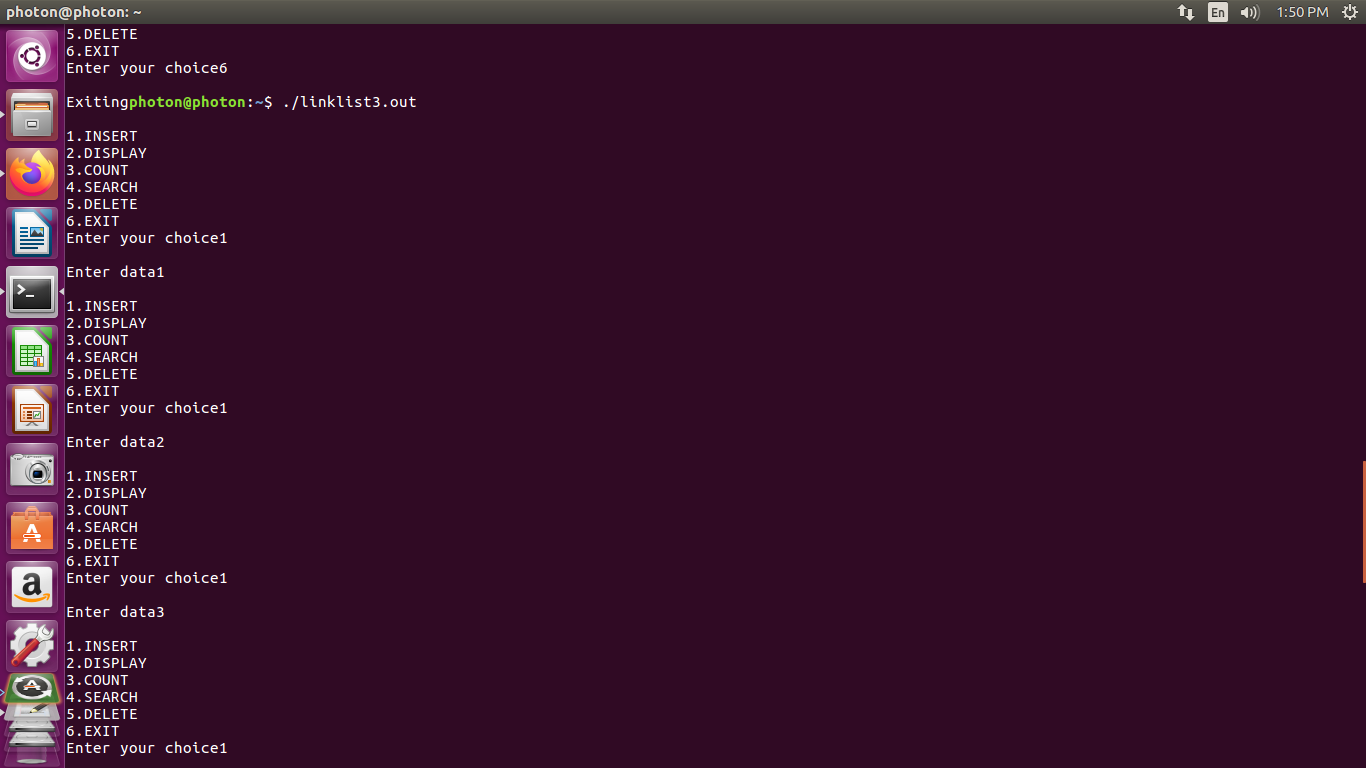 photon@photon: ~
En
1:50 PM
5.DELETE
6.EXIT
Enter your choice6
Exitingphoton@photon:~$ ./linklist3.out
1.INSERT
2.DISPLAY
3.COUNT
4.SEARCH
5.DELETE
6.EXIT
Enter your choice1
Enter data1
1.INSERT
2.DISPLAY
3.COUNT
4.SEARCH
5.DELETE
6.EXIT
Enter your choice1
Enter data2
1.INSERT
2.DISPLAY
3.COUNT
4.SEARCH
5.DELETE
6.EXIT
Enter your choice1
Enter data3
1.INSERT
2.DISPLAY
3.COUNT
4.SEARCH
5.DELETE
6.EXIT
Enter your choice1